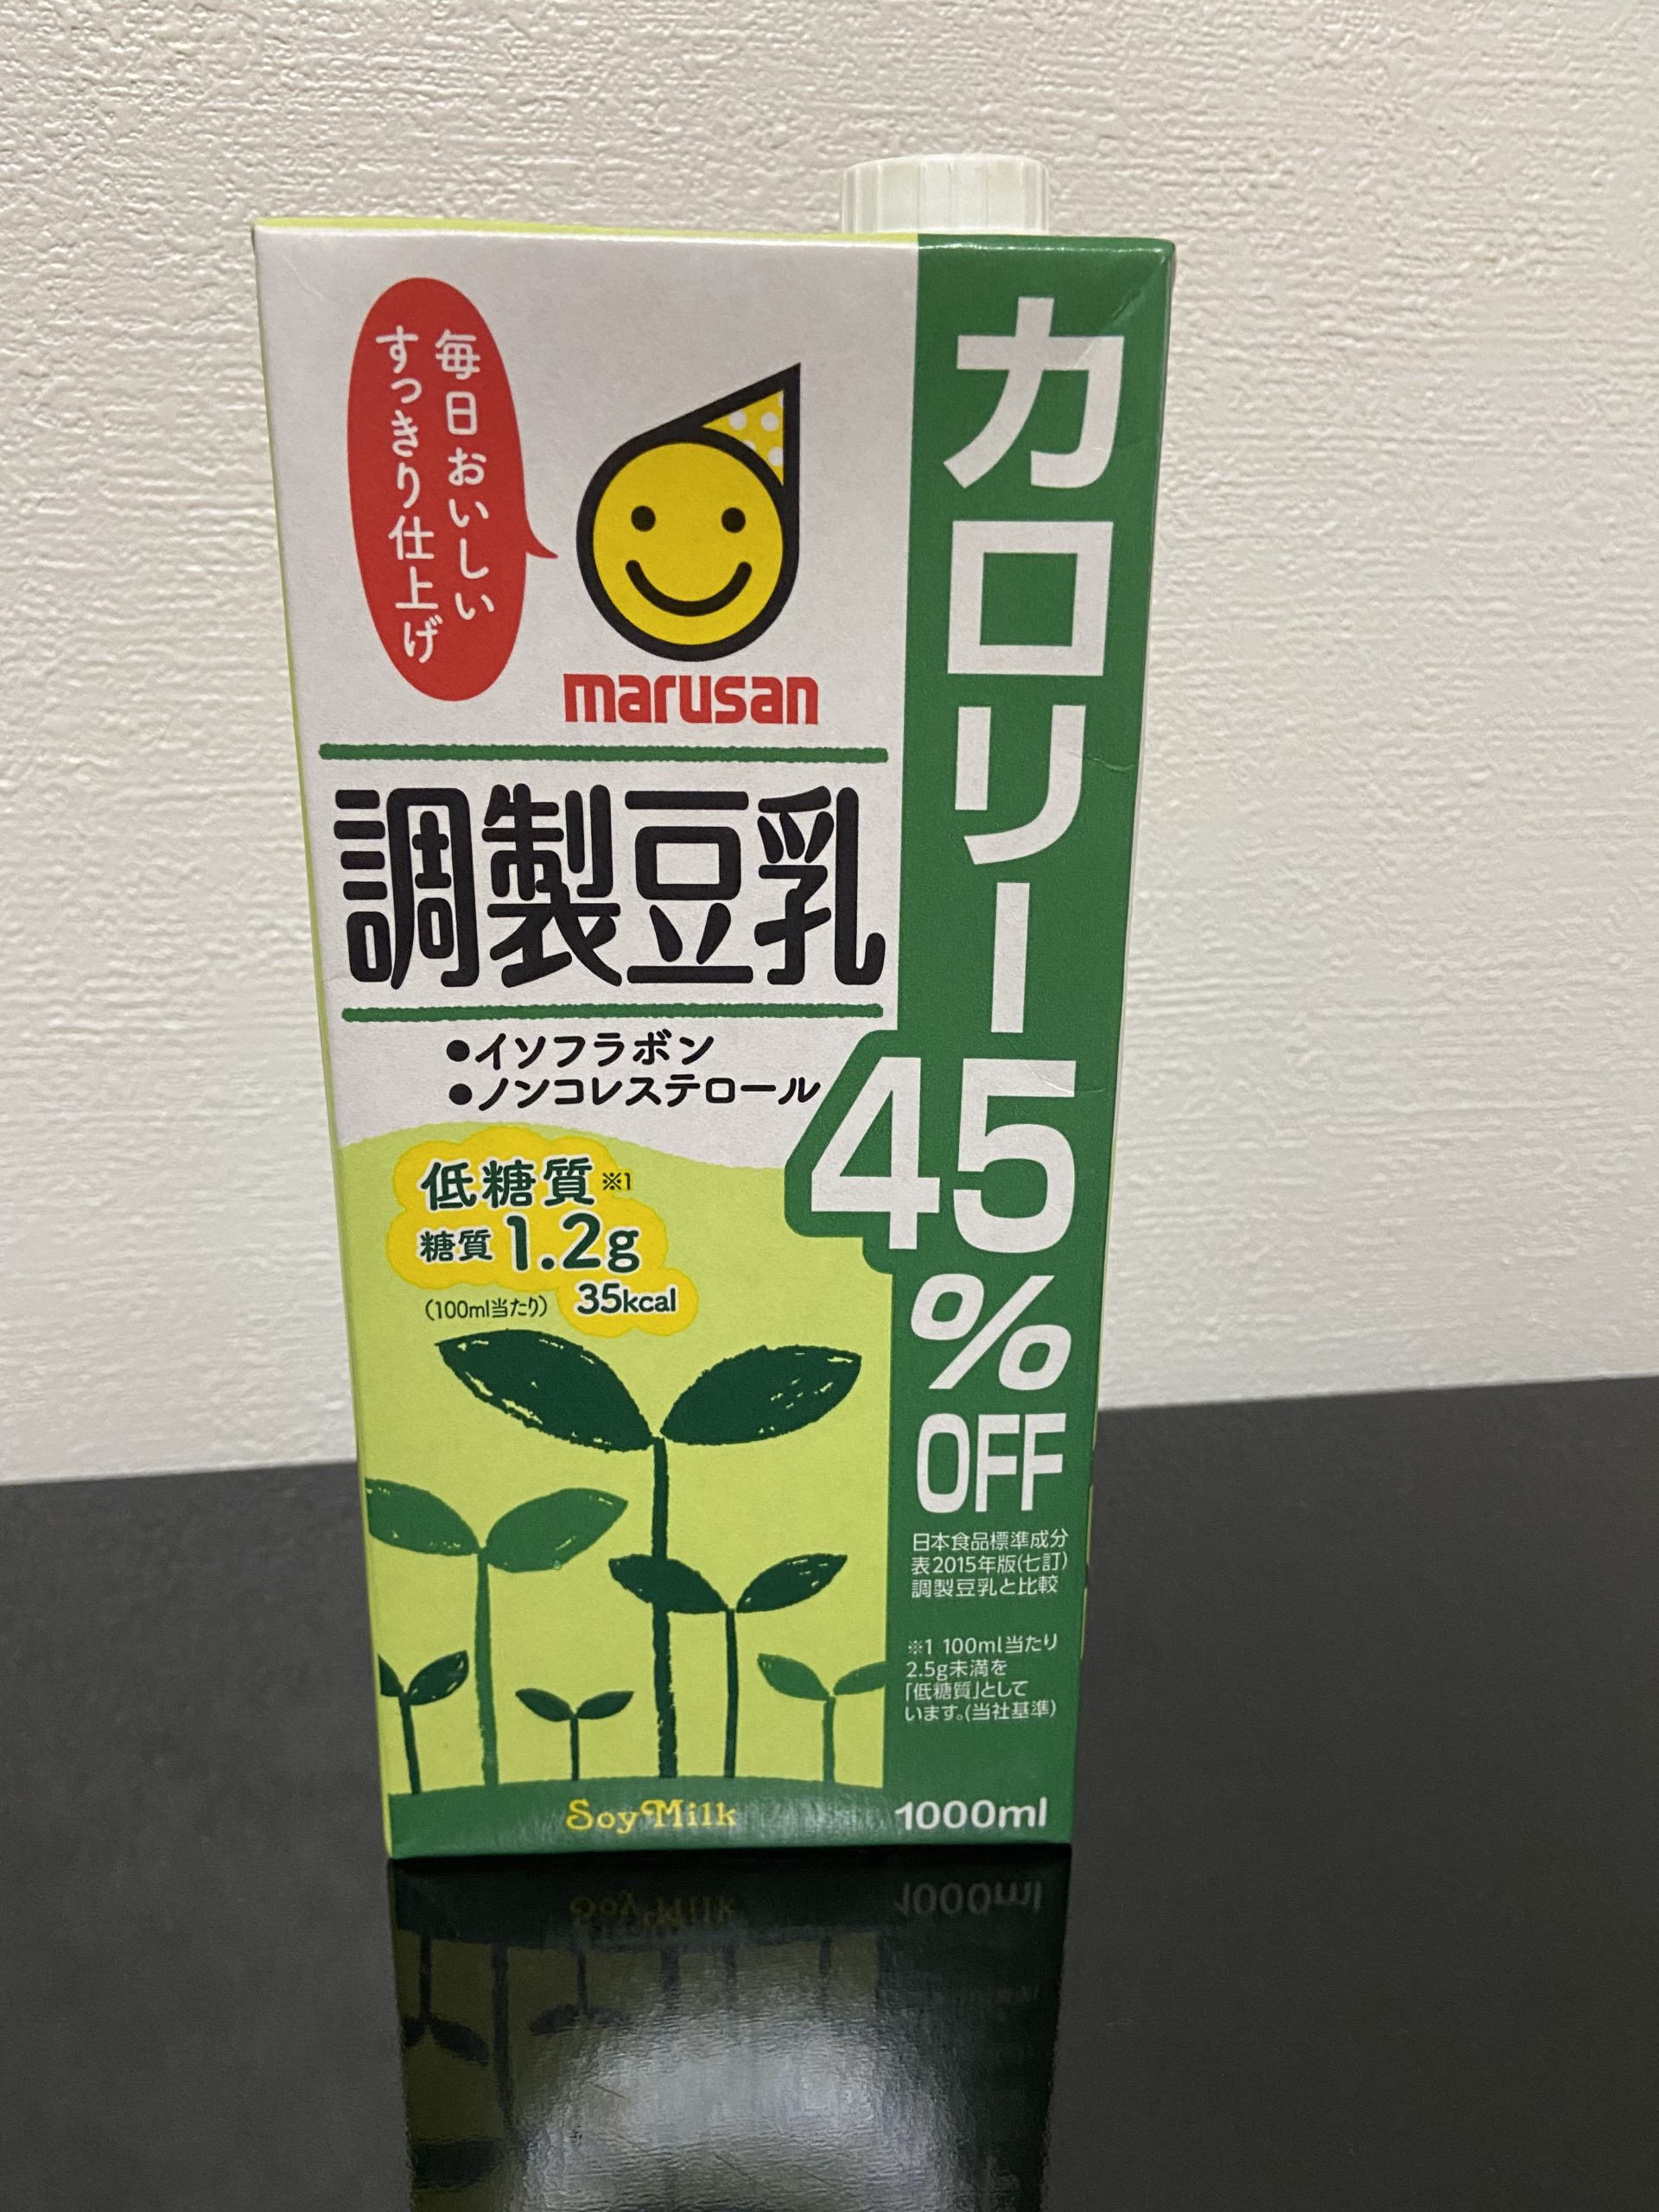 毎日おいしい
すっきり仕上げ
marusan
調製豆乳
●イソフラボン
●ノンコレステロール
低糖質※1
糖質1.2g
(100ml当たり) 35kcal
Soy Milk
カロリー
45
%
OFF
日本食品標準成分
表2015年版(七訂)
調製豆乳と比較
※1 100ml当たり
2.5g未満を
「低糖質」として
います。(当社基準)
1000ml